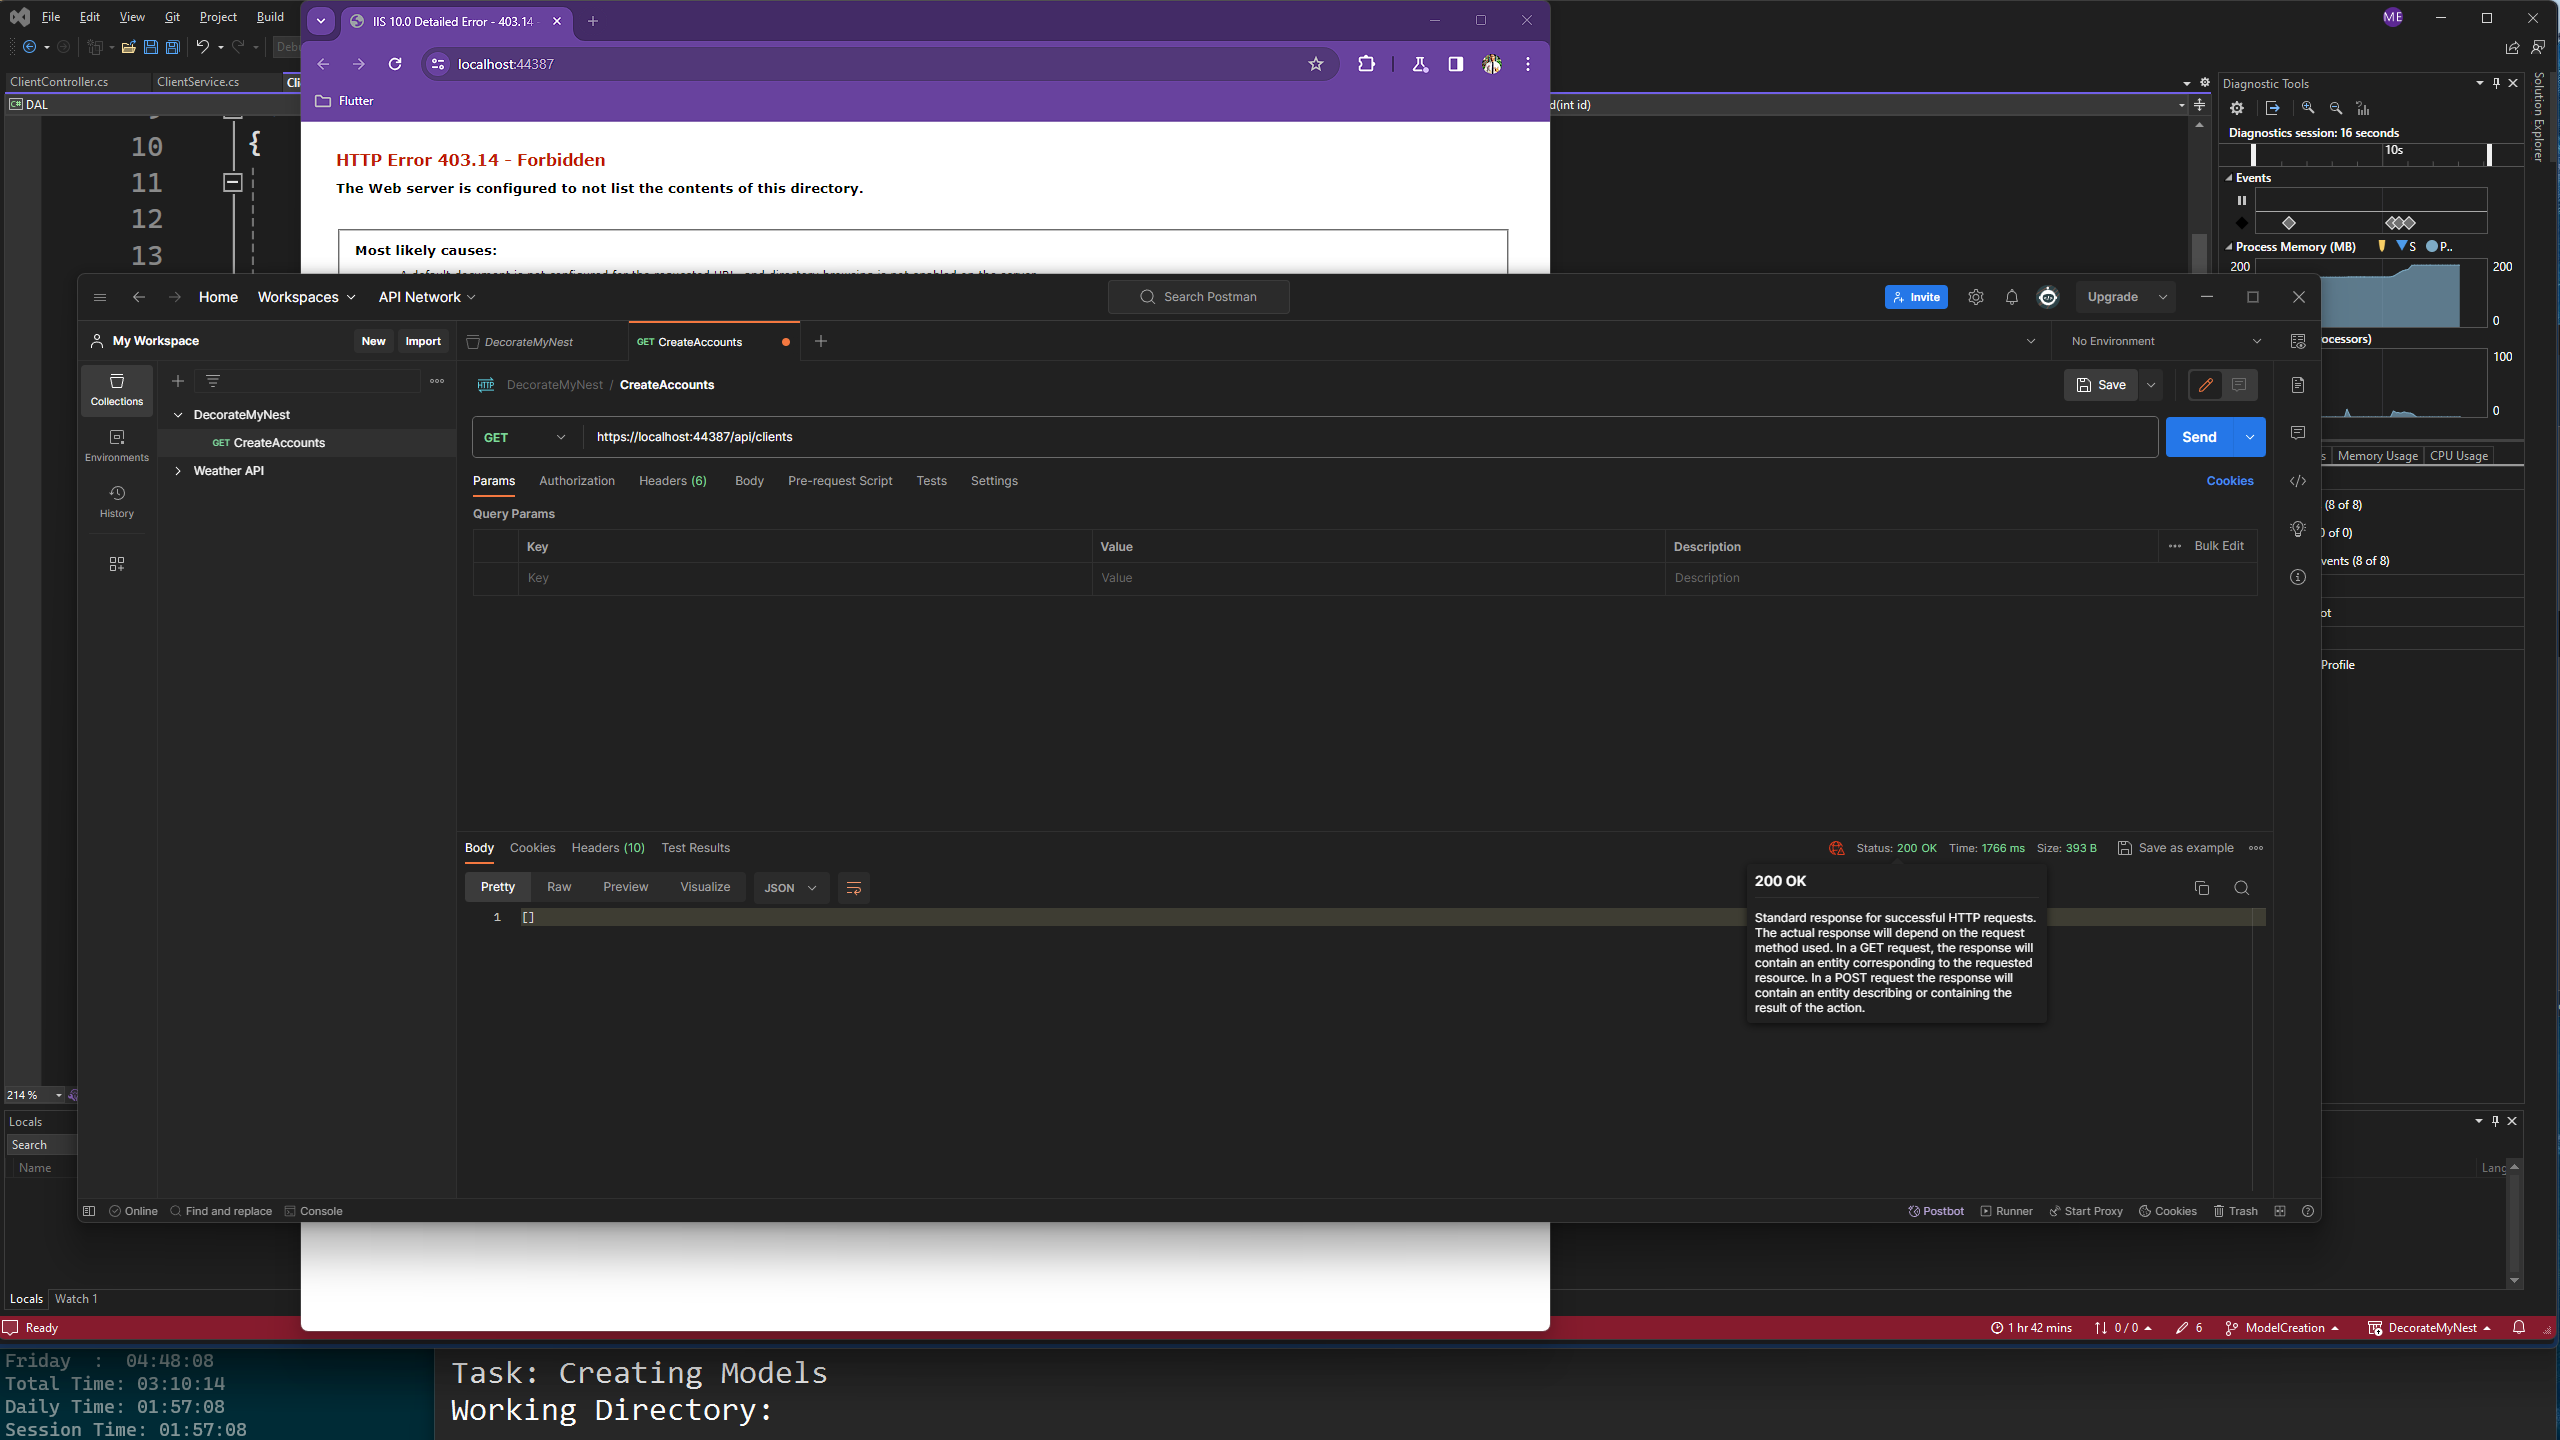 File Edit View Git Project Build
ME
IIS 10.0 Detailed Error - 403.14
localhost:44387
Flutter
ClientController.cs ClientService.cs
DAL
d(int id)
10 {
11
12
13
HTTP Error 403.14 - Forbidden
The Web server is configured to not list the contents of this directory.
Most likely causes:
Diagnostic Tools
Solution Explorer
Diagnostics session: 16 seconds
10s
Events
Process Memory (MB) S P..
200 200
0
ocessors)
100
0
Memory Usage CPU Usage
(8 of 8)
of 0)
vents (8 of 8)
ot
Profile
Home Workspaces API Network
Search Postman
Invite
Upgrade
My Workspace New Import
DecorateMyNest
GET CreateAccounts
No Environment
Collections
Environments
History
DecorateMyNest
GET CreateAccounts
Weather API
HTTP DecorateMyNest / CreateAccounts
Save
GET https://localhost:44387/api/clients
Send
Params Authorization Headers (6) Body Pre-request Script Tests Settings
Cookies
Query Params
Key Value Description Bulk Edit
Key Value Description
Body Cookies Headers (10) Test Results
Status: 200 OK Time: 1766 ms Size: 393 B Save as example
Pretty Raw Preview Visualize JSON
1 []
200 OK
Standard response for successful HTTP requests.
The actual response will depend on the request
method used. In a GET request, the response will
contain an entity corresponding to the requested
resource. In a POST request the response will
contain an entity describing or containing the
result of the action.
214 %
Locals
Search
Name
Lang
Online Find and replace Console
Postbot Runner Start Proxy Cookies Trash
Locals Watch 1
Ready
1 hr 42 mins 0 / 0 6 ModelCreation DecorateMyNest
Friday : 04:48:08
Total Time: 03:10:14
Daily Time: 01:57:08
Session Time: 01:57:08
Task: Creating Models
Working Directory: